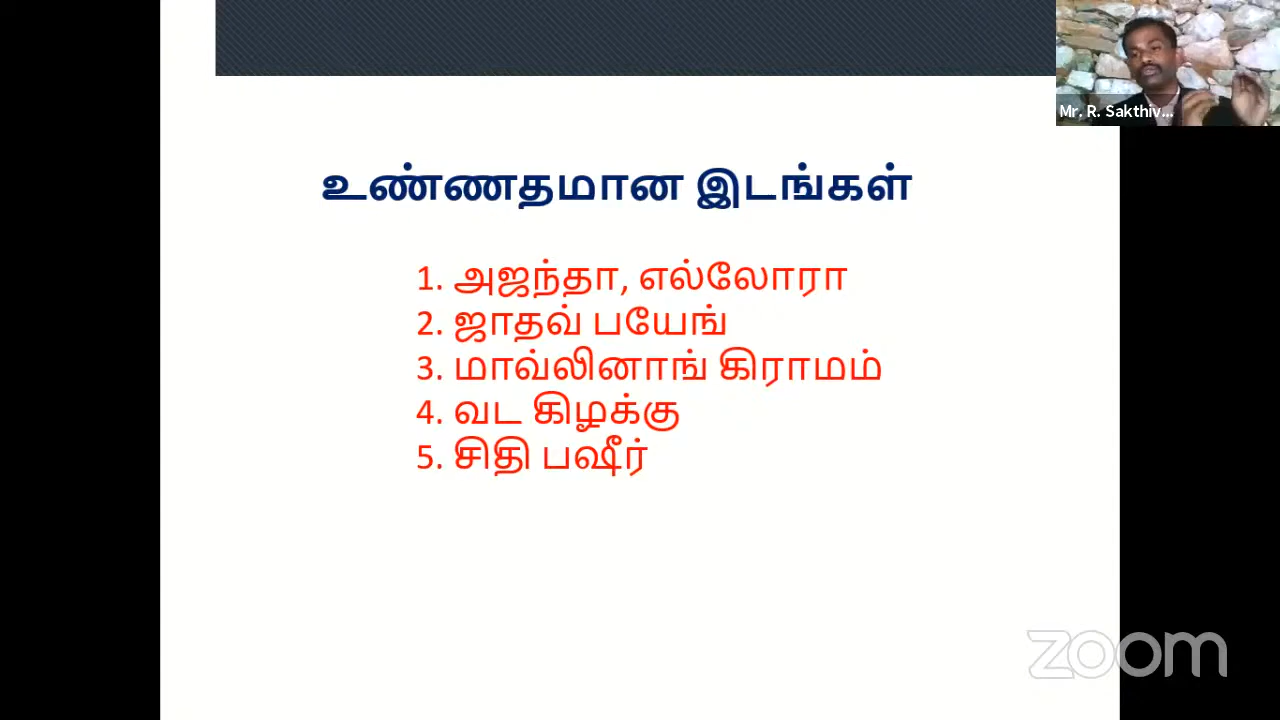 Mr. R. Sakthiv...
உண்ணதமான இடங்கள்
1. அஜந்தா, எல்லோரா
2. ஜாதவ் பயேங்
3. மாவ்லினாங் கிராமம்
4. வட கிழக்கு
5. சிதி பஷீர்
zoom